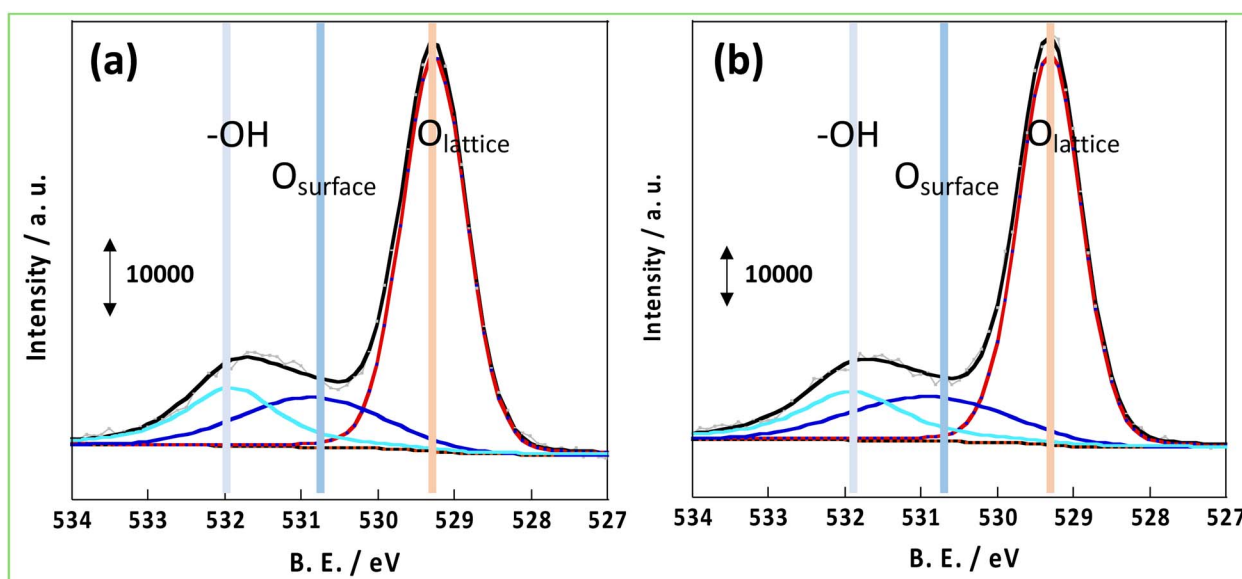 (a)
-OH
O_lattice
O_surface
10000
Intensity / a. u.
534 533 532 531 530 529 528 527
B. E. / eV
(b)
-OH
O_lattice
O_surface
10000
Intensity / a. u.
534 533 532 531 530 529 528 527
B. E. / eV